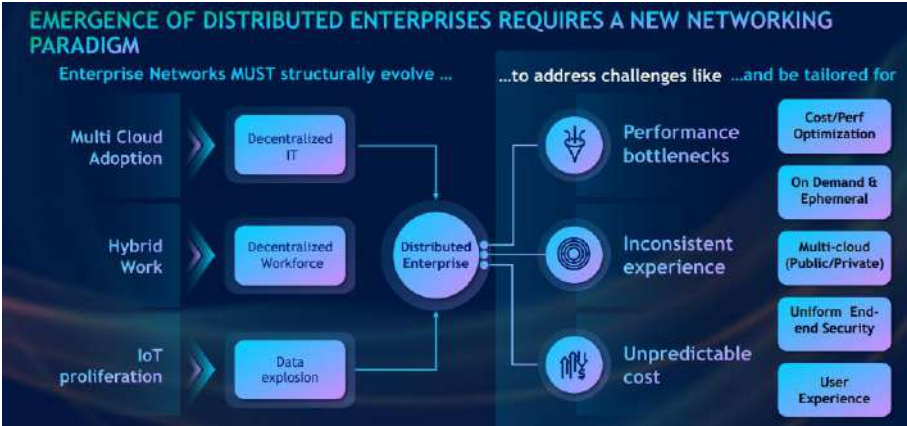 EMERGENCE OF DISTRIBUTED ENTERPRISES REQUIRES A NEW NETWORKING
PARADIGM
Enterprise Networks MUST structurally evolve ...
...to address challenges like
...and be tailored for
Multi Cloud
Adoption
Decentralized
IT
Hybrid
Work
Decentralized
Workforce
IoT
proliferation
Data
explosion
Distributed
Enterprise
Performance
bottlenecks
Inconsistent
experience
Unpredictable
cost
Cost/Perf
Optimization
On Demand &
Ephemeral
Multi-cloud
(Public/Private)
Uniform End-
end Security
User
Experience